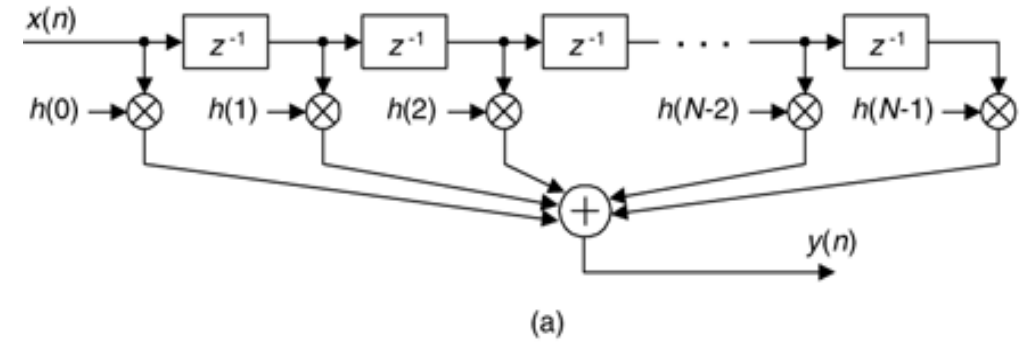 x(n)
z⁻¹ z⁻¹ z⁻¹ . . . z⁻¹
h(0) h(1) h(2) h(N-2) h(N-1)
+
y(n)
(a)